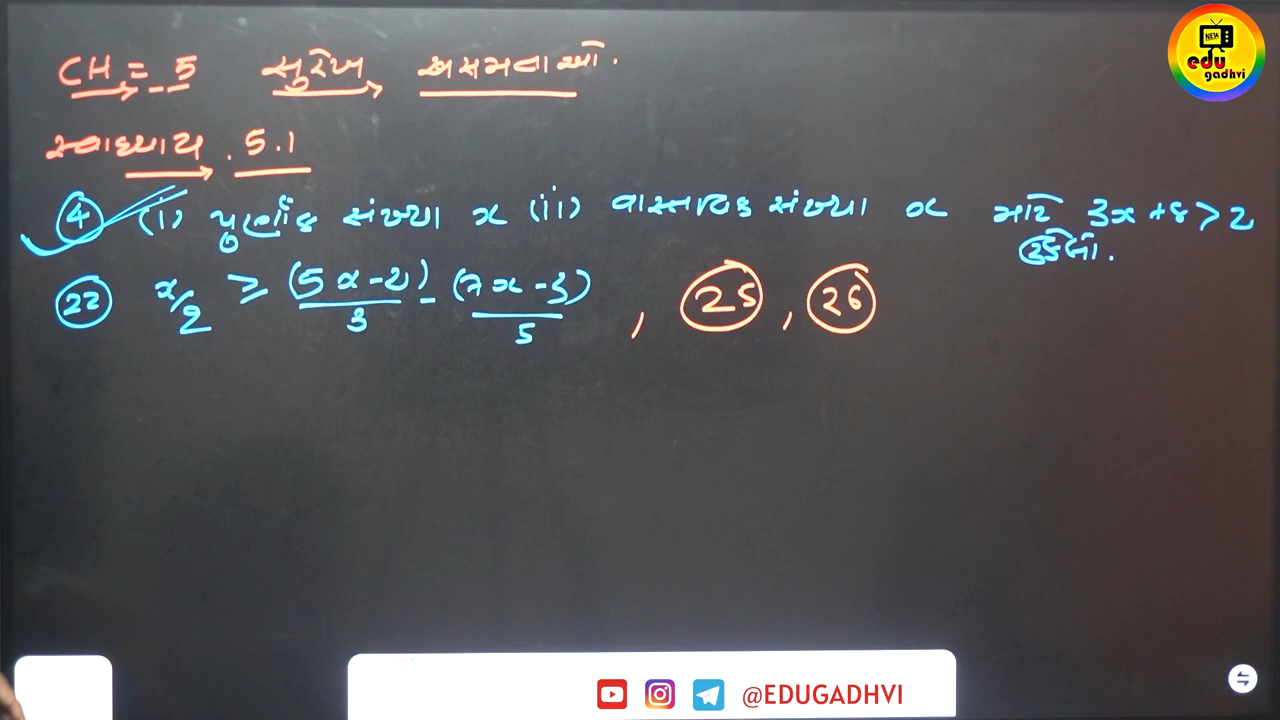 CH = 5 સુરેખ અસમતાઓ.
NEW
edu
gadhvi
સ્વાધ્યાય . 5.1
4 (i) પુર્ણાંક સંખ્યા x (ii) વાસ્તવિક સંખ્યા x માટે 3x + 8 > 2
ઉકેલો.
22 x/2 ≥ (5x-2)/3 - (7x-3)/5 , 25 , 26
@EDUGADHVI